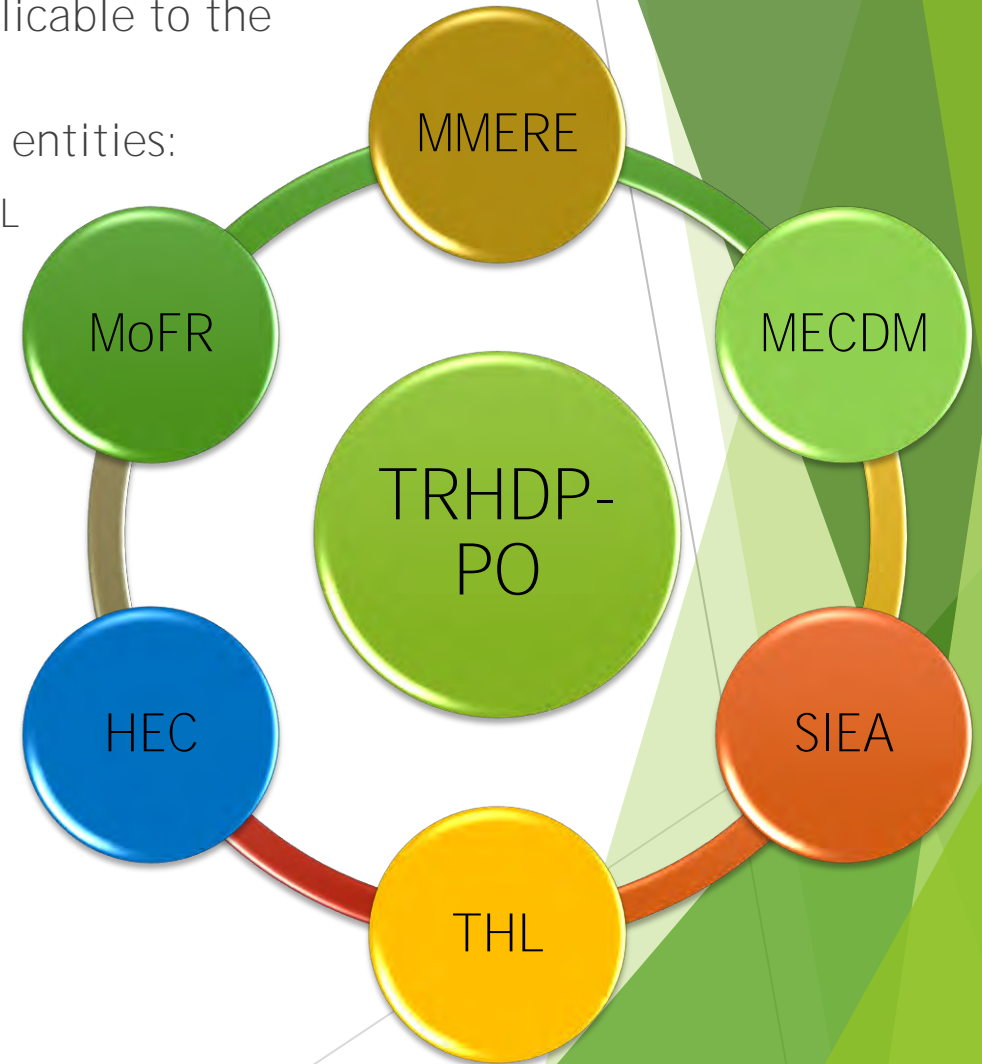 licable to the
entities:
L
MMERE
MoFR
MECDM
TRHDP-
PO
HEC
SIEA
THL